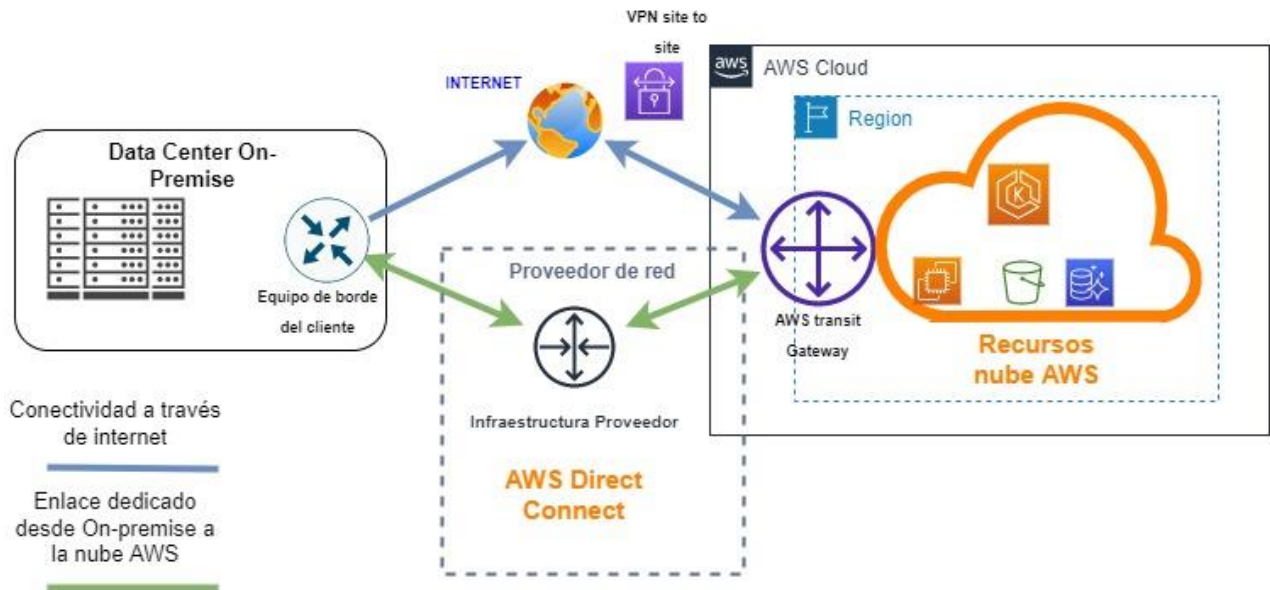 VPN site to
site
INTERNET
aws
AWS Cloud
Region
Data Center On-
Premise
Equipo de borde
del cliente
Proveedor de red
Infraestructura Proveedor
AWS Direct
Connect
AWS transit
Gateway
K
Recursos
nube AWS
Conectividad a través
de internet
Enlace dedicado
desde On-premise a
la nube AWS